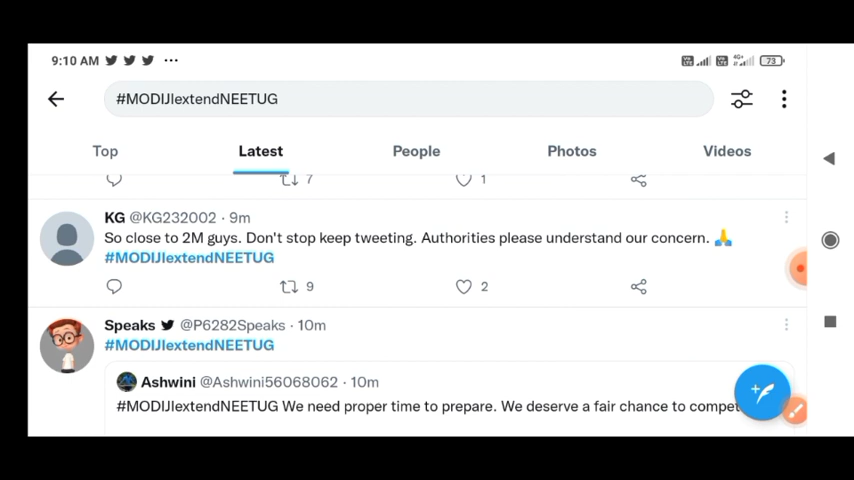 9:10 AM ...
4G+ 73
#MODIJIextendNEETUG
Top Latest People Photos Videos
7 1
KG @KG232002 · 9m
So close to 2M guys. Don't stop keep tweeting. Authorities please understand our concern. 🙏
#MODIJIextendNEETUG
9 2
Speaks @P6282Speaks · 10m
#MODIJIextendNEETUG
Ashwini @Ashwini56068062 · 10m
#MODIJIextendNEETUG We need proper time to prepare. We deserve a fair chance to compet